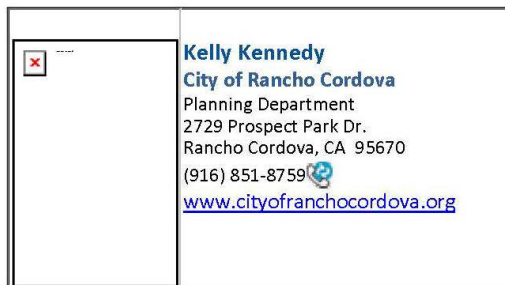 Kelly Kennedy
City of Rancho Cordova
Planning Department
2729 Prospect Park Dr.
Rancho Cordova, CA  95670
(916) 851-8759
www.cityofranchocordova.org